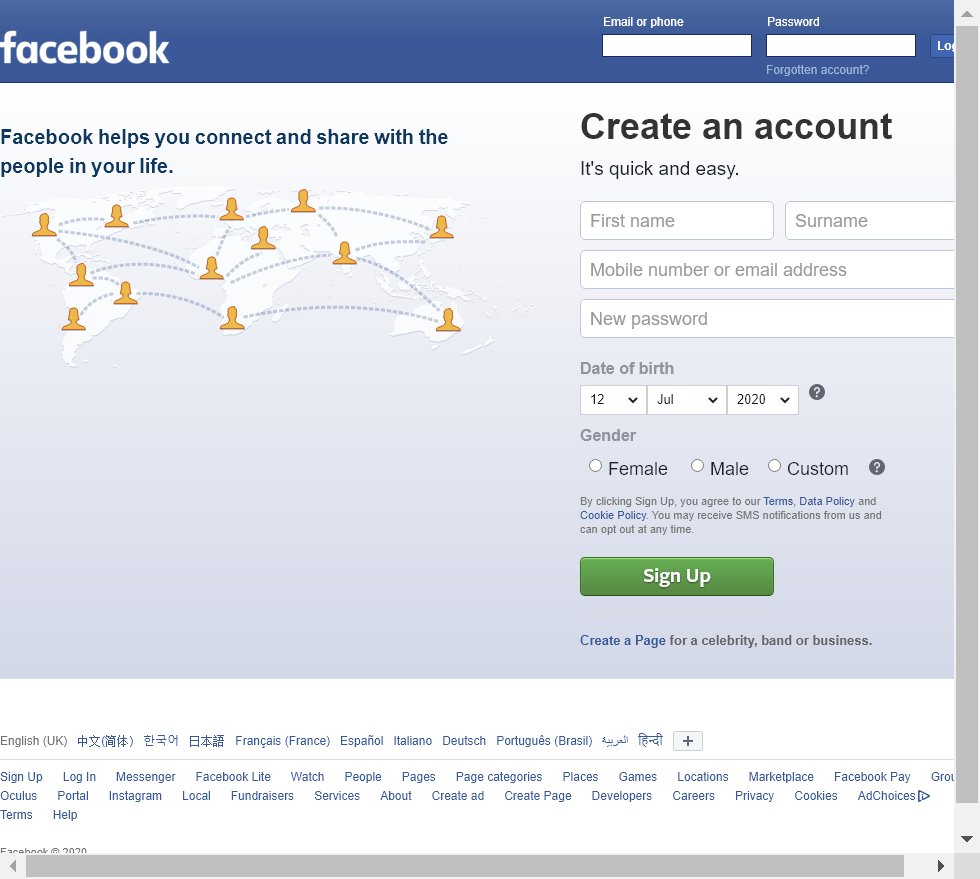 facebook
Email or phone
Password
Forgotten account?
Facebook helps you connect and share with the
people in your life.
Create an account
It's quick and easy.
First name
Surname
Mobile number or email address
New password
Date of birth
12 Jul 2020
Gender
Female Male Custom
By clicking Sign Up, you agree to our Terms, Data Policy and
Cookie Policy. You may receive SMS notifications from us and
can opt out at any time.
Sign Up
Create a Page for a celebrity, band or business.
English (UK) 中文(简体) 한국어 日本語 Français (France) Español Italiano Deutsch Português (Brasil) العربية हिन्दी
Sign Up Log In Messenger Facebook Lite Watch People Pages Page categories Places Games Locations Marketplace Facebook Pay
Oculus Portal Instagram Local Fundraisers Services About Create ad Create Page Developers Careers Privacy Cookies AdChoices
Terms Help
Facebook © 2020